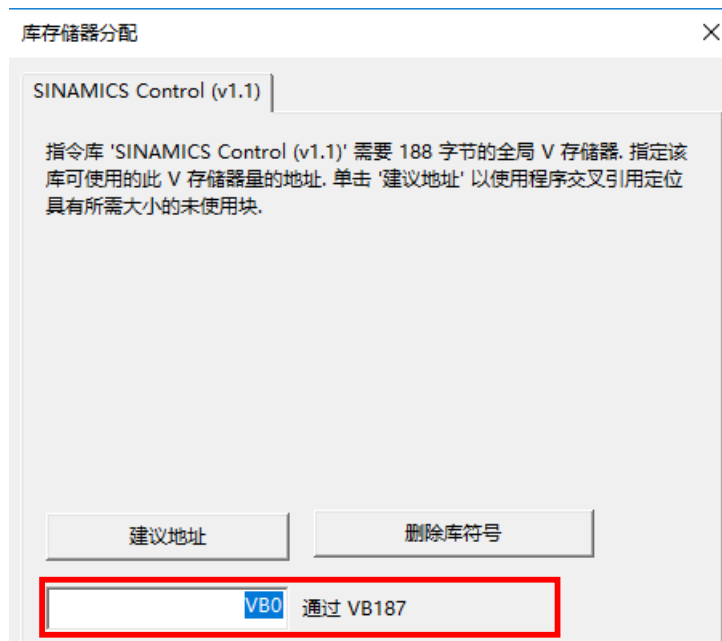 库存储器分配
SINAMICS Control (v1.1)
指令库 'SINAMICS Control (v1.1)' 需要 188 字节的全局 V 存储器. 指定该
库可使用的此 V 存储器量的地址. 单击 '建议地址' 以使用程序交叉引用定位
具有所需大小的未使用块.
建议地址 删除库符号
VB0 通过 VB187